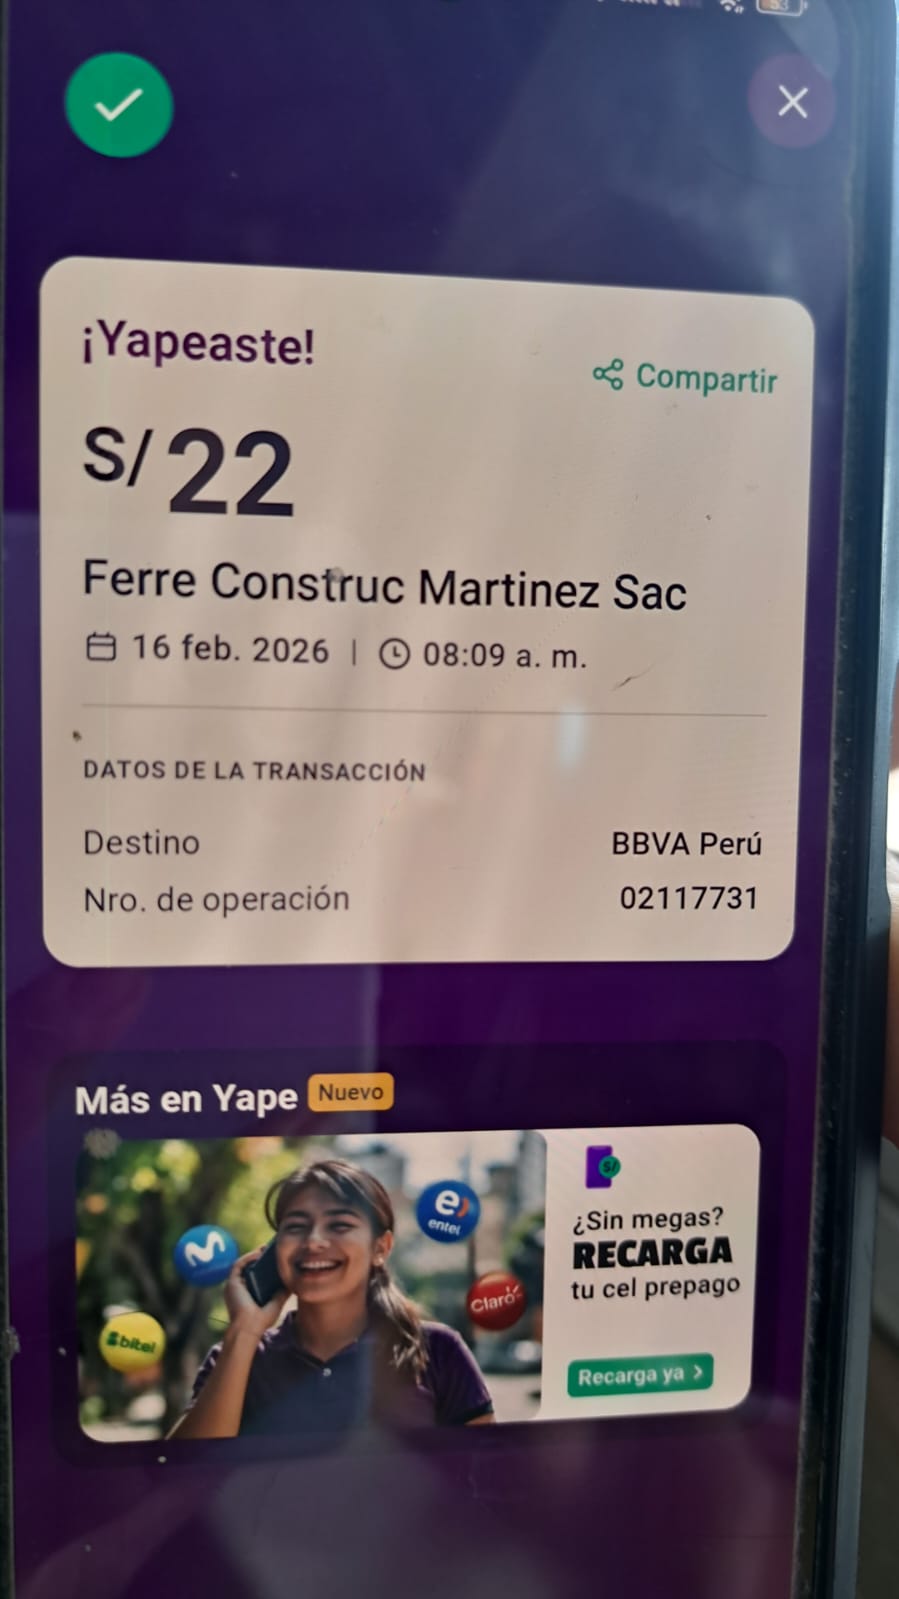 53
¡Yapeaste!
Compartir
S/ 22
Ferre Construc Martinez Sac
16 feb. 2026 | 08:09 a. m.
DATOS DE LA TRANSACCIÓN
Destino BBVA Perú
Nro. de operación 02117731
Más en Yape Nuevo
e)
entel
bitel
Claro
S/
¿Sin megas?
RECARGA
tu cel prepago
Recarga ya >